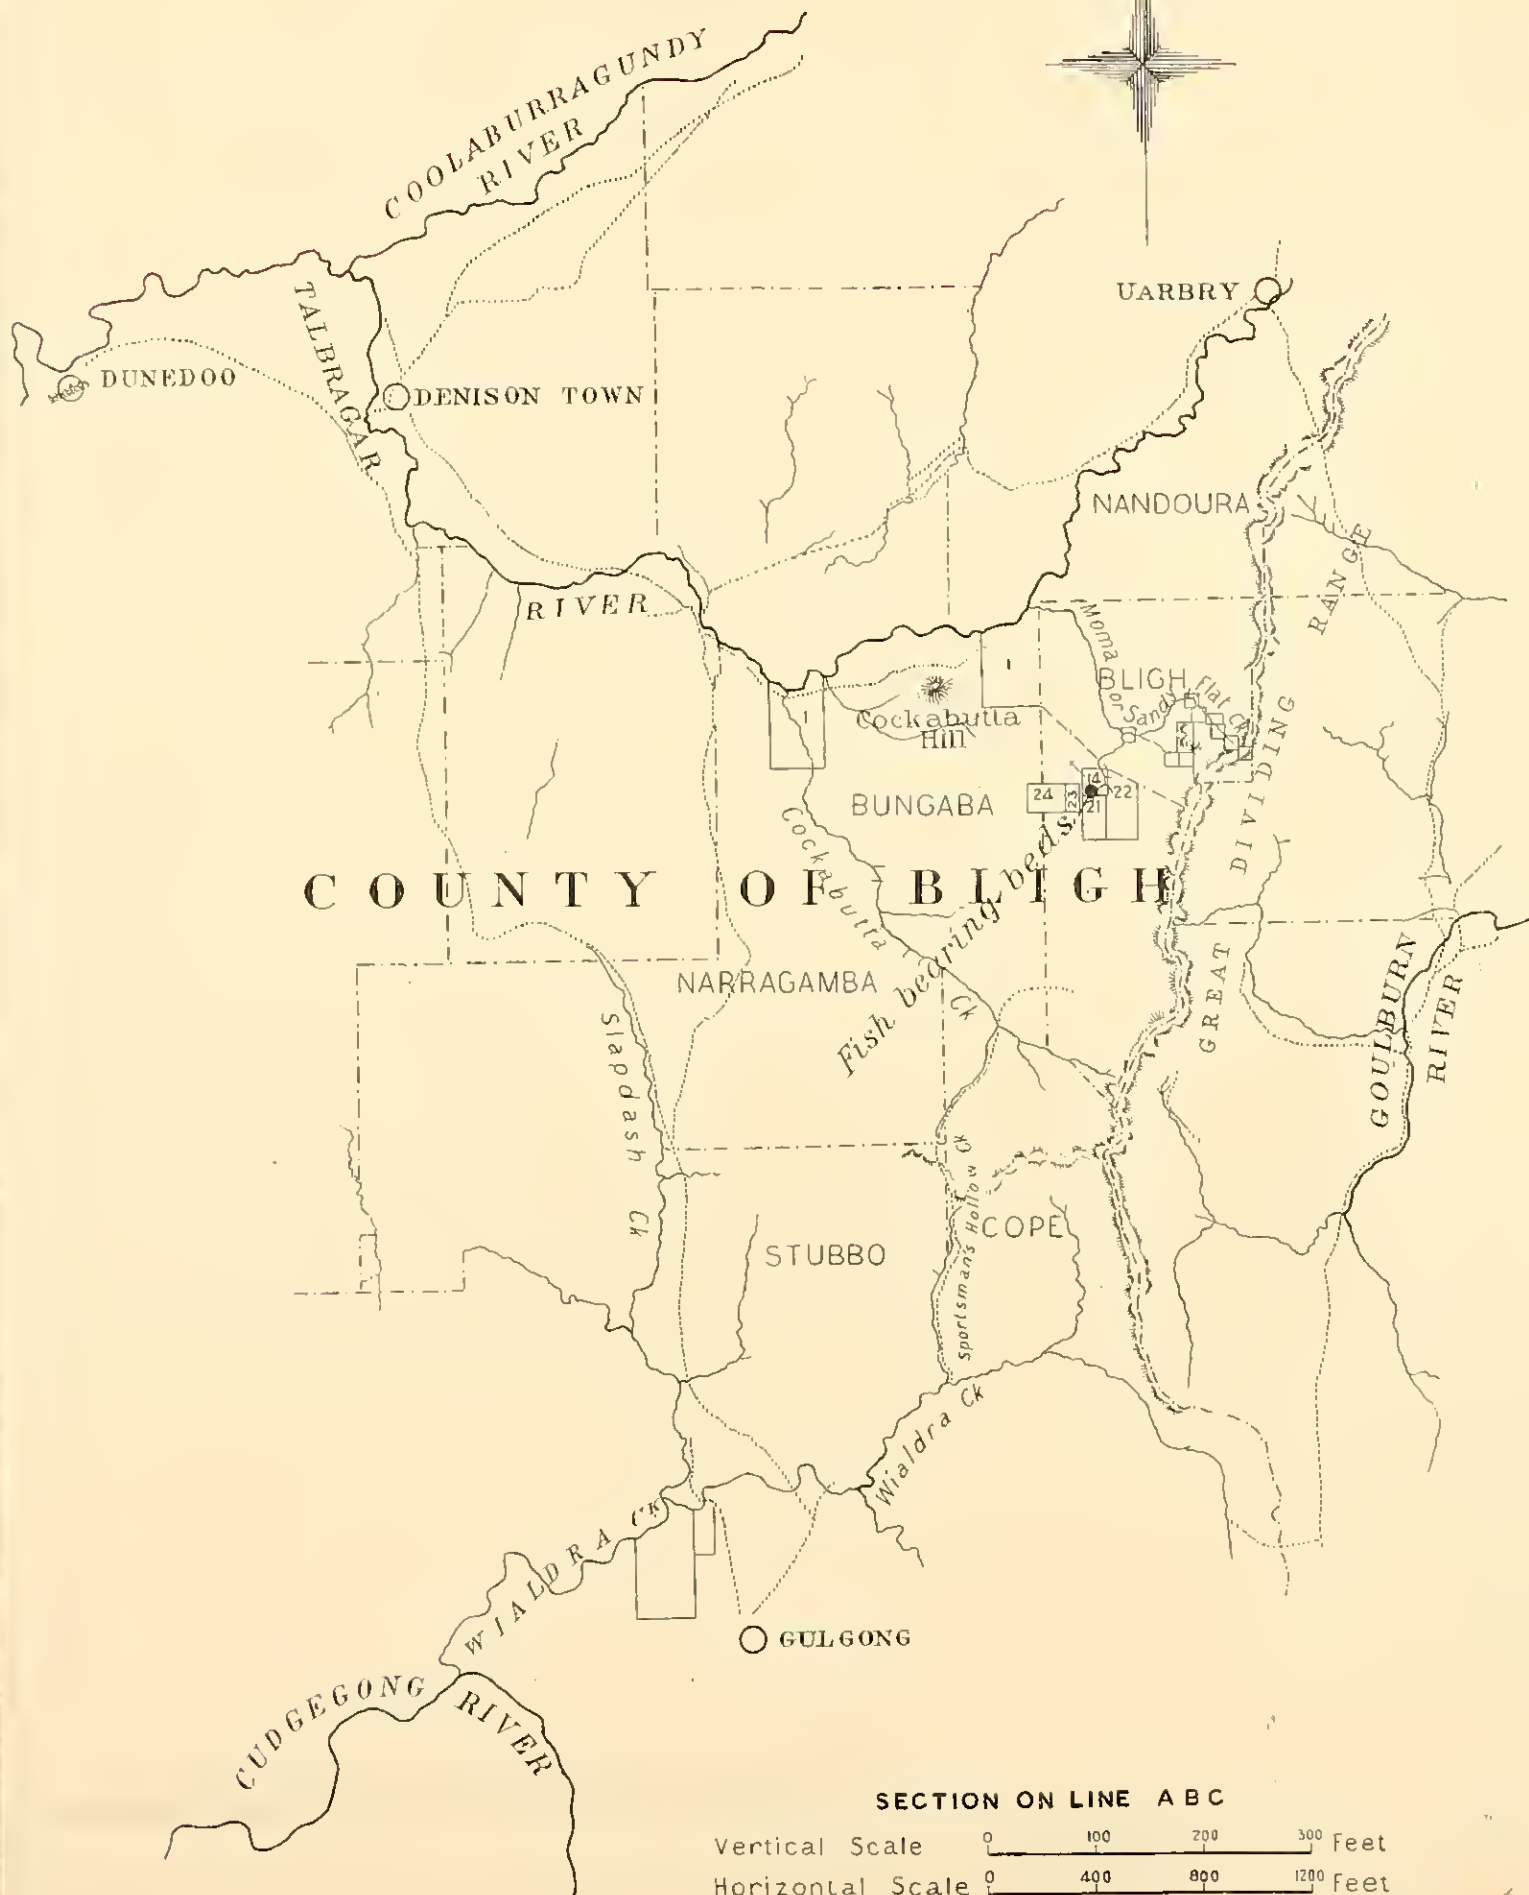 COOLABURRAGUNDY
RIVER
UARBRY
TALBRAGAR
DUNEDOO
DENISON TOWN
NANDOURA
RANGE
RIVER
Moma
or Sandy Flat Ck
BLIGH
1
1
Cockabutta
Hill
DIVIDING
14
24
23
22
21
BUNGABA
Cockabutta
Ck
COUNTY OF BLIGH
Fish bearing beds
NARRAGAMBA
GREAT
GOULBURN
RIVER
Slapdash
Ck
Sportsman's Hollow Ck
COPE
STUBBO
Wialdra Ck
WIALDRA CK
GULGONG
CUDGEGONG RIVER
SECTION ON LINE ABC
Vertical Scale 0 100 200 300 Feet
Horizontal Scale 0 400 800 1200 Feet